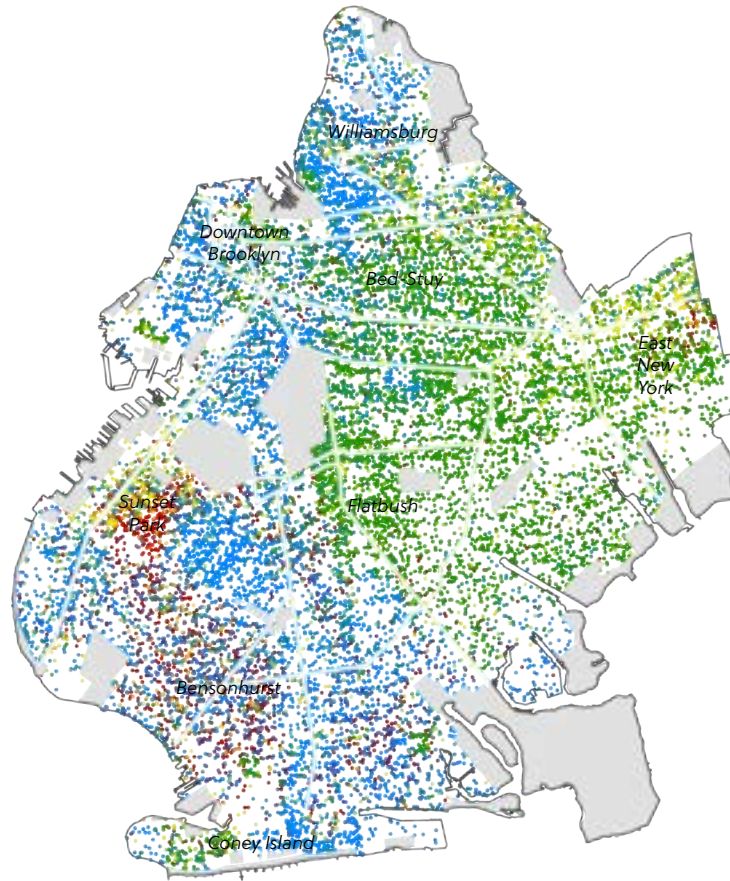 Williamsburg
Downtown
Brooklyn
Bed-Stuy
East
New
York
Sunset
Park
Flatbush
Bensonhurst
Coney Island